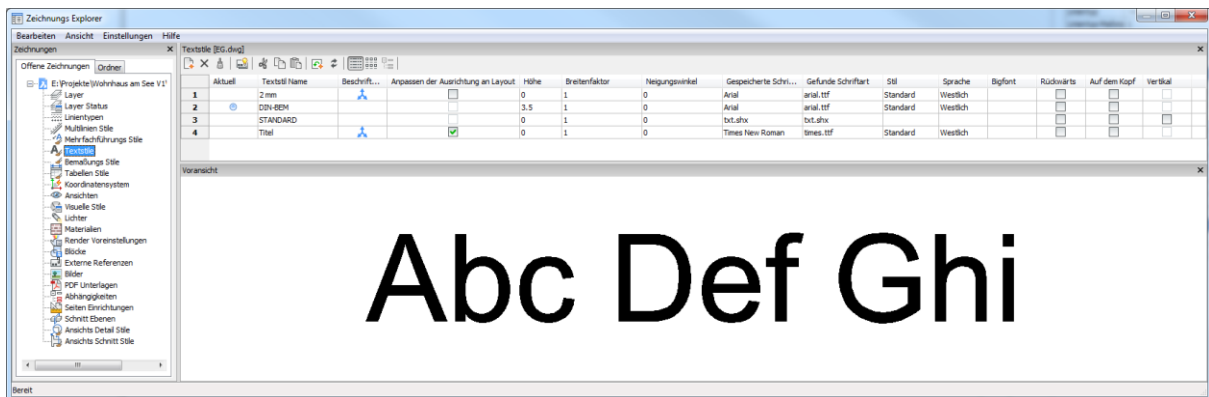 Zeichnungs Explorer
Bearbeiten Ansicht Einstellungen Hilfe
Zeichnungen
Offene Zeichnungen Ordner
E:\Projekte\Wohnhaus am See V1'
Layer
Layer Status
Linientypen
Multilinien Stile
Mehrfachführungs Stile
Textstile
Bemaßungs Stile
Tabellen Stile
Koordinatensystem
Ansichten
Visuelle Stile
Lichter
Materialien
Render Voreinstellungen
Blöcke
Externe Referenzen
Bilder
PDF Unterlagen
Abhängigkeiten
Seiten Einrichtungen
Schnitt Ebenen
Ansichts Detail Stile
Ansichts Schnitt Stile
Textstile [EG.dwg]
Aktuell Textstil Name Beschrift... Anpassen der Ausrichtung an Layout Höhe Breitenfaktor Neigungswinkel Gespeicherte Schri... Gefunde Schriftart Stil Sprache Bigfont Rückwärts Auf dem Kopf Vertikal
1 2 mm 0 1 0 Arial arial.ttf Standard Westlich
2 DIN-BEM 3.5 1 0 Arial arial.ttf Standard Westlich
3 STANDARD 0 1 0 txt.shx txt.shx
4 Titel 0 1 0 Times New Roman times.ttf Standard Westlich
Voransicht
Abc Def Ghi
Bereit